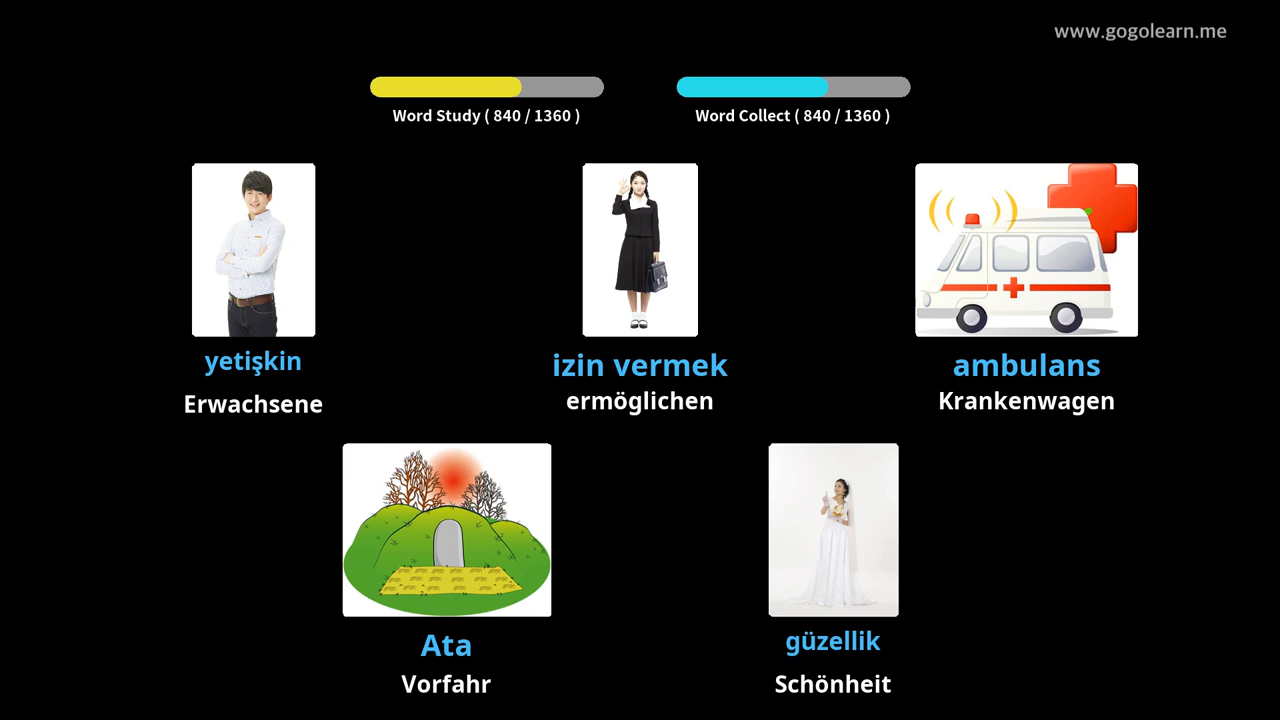 www.gogolearn.me
Word Study ( 840 / 1360 )
Word Collect ( 840 / 1360 )
yetişkin
Erwachsene
izin vermek
ermöglichen
ambulans
Krankenwagen
Ata
Vorfahr
güzellik
Schönheit